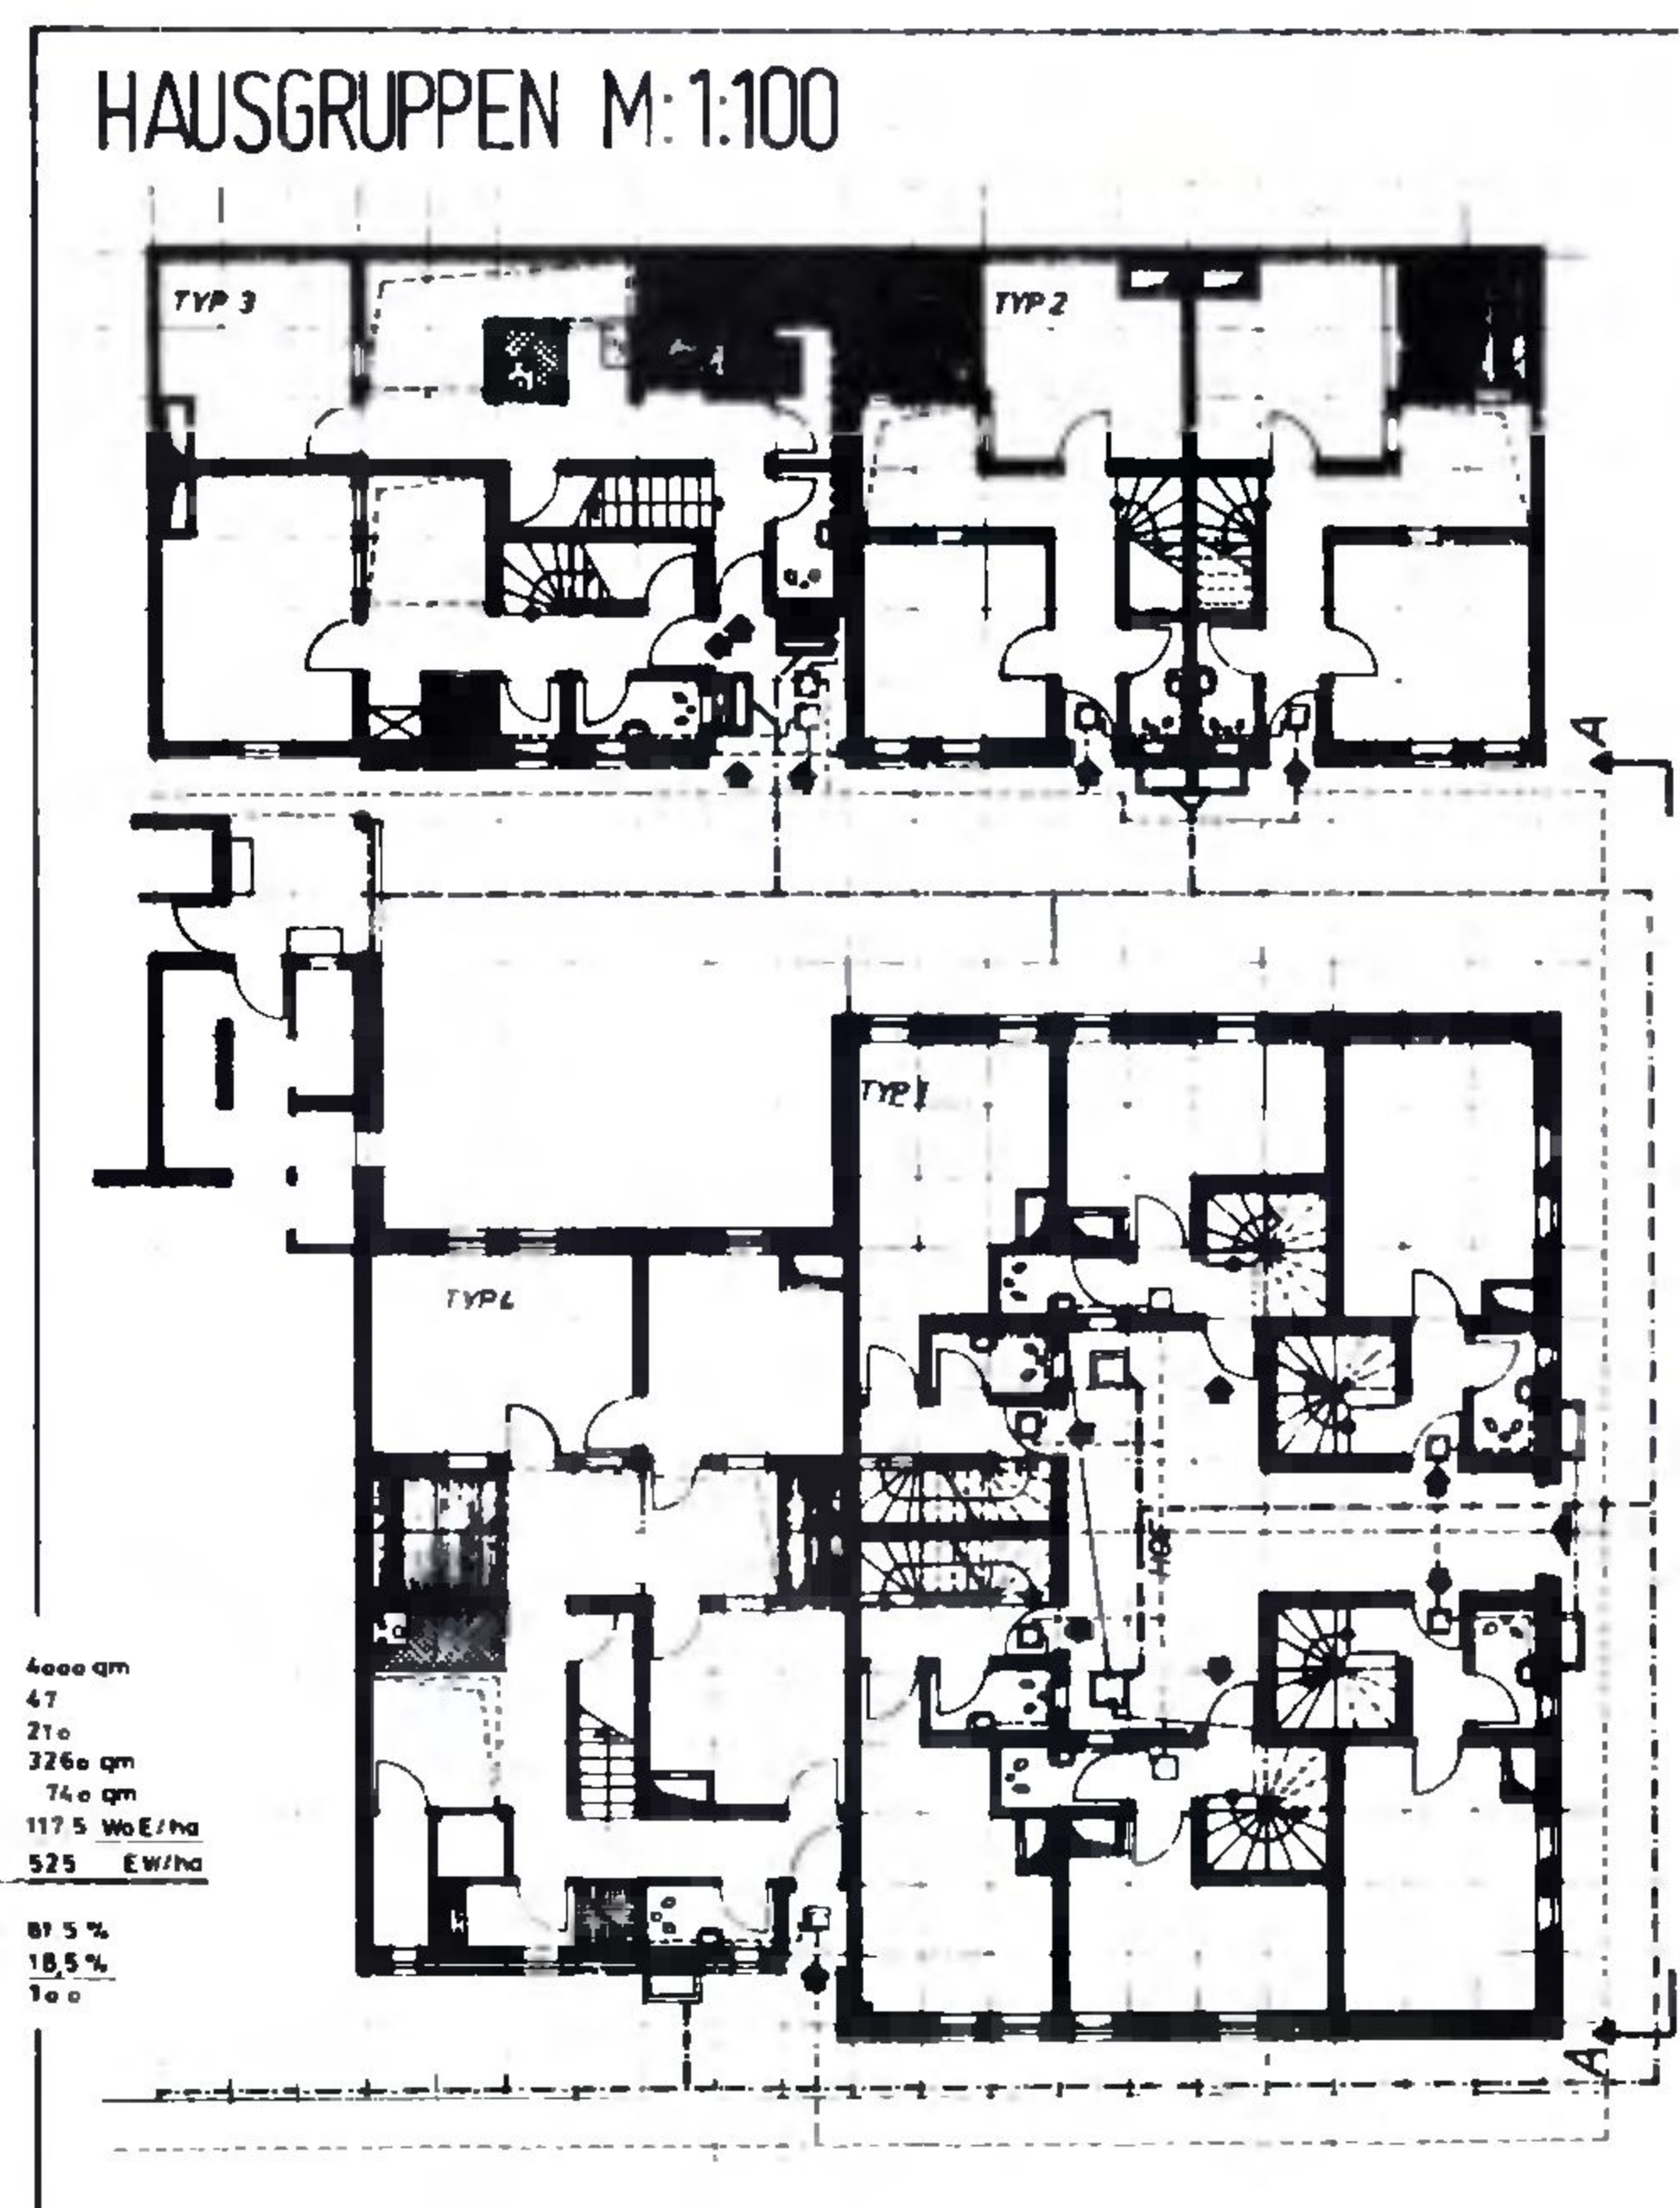 HAUSGRUPPEN M: 1:100
TYP 3
TYP 2
A
TYP 1
TYP 4
HOF
4000 qm
47
210
3260 qm
740 qm
117 5 WoE/ha
525 EW/ha
81.5 %
18,5 %
100
A